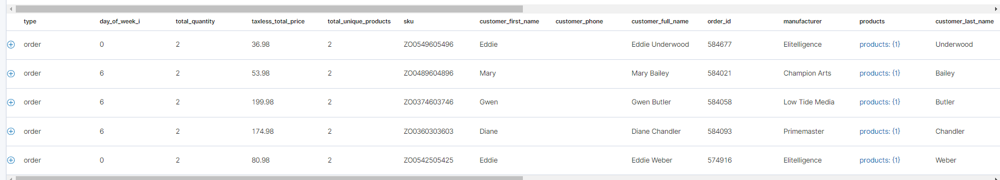 type day_of_week_i total_quantity taxless_total_price total_unique_products sku customer_first_name customer_phone customer_full_name order_id manufacturer products customer_last_name
order 0 2 36.98 2 ZO0549605496 Eddie Eddie Underwood 584677 Elitelligence products: {1} Underwood
order 6 2 53.98 2 ZO0489604896 Mary Mary Bailey 584021 Champion Arts products: {1} Bailey
order 6 2 199.98 2 ZO0374603746 Gwen Gwen Butler 584058 Low Tide Media products: {1} Butler
order 6 2 174.98 2 ZO0360303603 Diane Diane Chandler 584093 Primemaster products: {1} Chandler
order 0 2 80.98 2 ZO0542505425 Eddie Eddie Weber 574916 Elitelligence products: {1} Weber